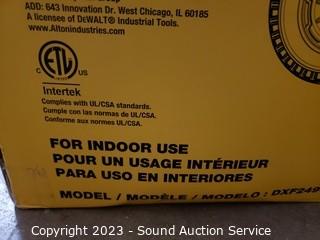 ADD: 643 Innovation Dr. West Chicago, IL 60185
A licensee of DEWALT® Industrial Tools.
www.Altonindustries.com
ETL
C US
Intertek
Complies with UL/CSA standards.
Cumple con las normas de UL/CSA.
Conforme aux normes UL/CSA.
FOR INDOOR USE
POUR UN USAGE INTÉRIEUR
PARA USO EN INTERIORES
MODEL / MODÈLE / MODELO : DXF249
Copyright 2023 - Sound Auction Service